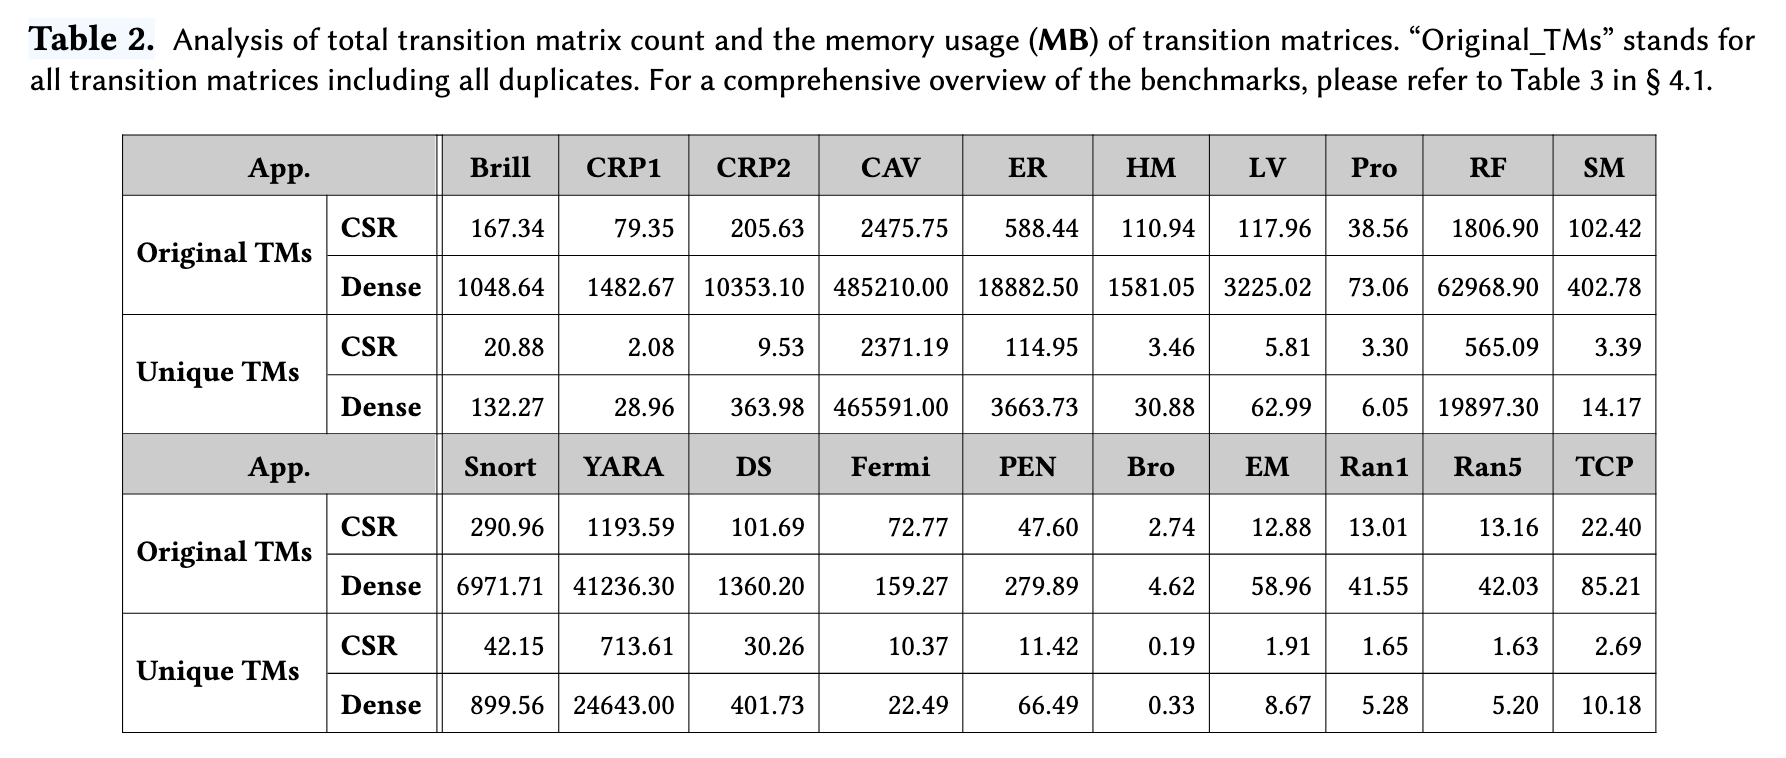 Table 2. Analysis of total transition matrix count and the memory usage (MB) of transition matrices. “Original_TMs” stands for
all transition matrices including all duplicates. For a comprehensive overview of the benchmarks, please refer to Table 3 in § 4.1.
App. Brill CRP1 CRP2 CAV ER HM LV Pro RF SM
Original TMs
CSR 167.34 79.35 205.63 2475.75 588.44 110.94 117.96 38.56 1806.90 102.42
Dense 1048.64 1482.67 10353.10 485210.00 18882.50 1581.05 3225.02 73.06 62968.90 402.78
Unique TMs
CSR 20.88 2.08 9.53 2371.19 114.95 3.46 5.81 3.30 565.09 3.39
Dense 132.27 28.96 363.98 465591.00 3663.73 30.88 62.99 6.05 19897.30 14.17
App. Snort YARA DS Fermi PEN Bro EM Ran1 Ran5 TCP
Original TMs
CSR 290.96 1193.59 101.69 72.77 47.60 2.74 12.88 13.01 13.16 22.40
Dense 6971.71 41236.30 1360.20 159.27 279.89 4.62 58.96 41.55 42.03 85.21
Unique TMs
CSR 42.15 713.61 30.26 10.37 11.42 0.19 1.91 1.65 1.63 2.69
Dense 899.56 24643.00 401.73 22.49 66.49 0.33 8.67 5.28 5.20 10.18